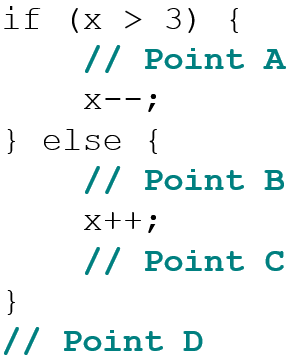 if (x > 3) {
    // Point A
    x--;
} else {
    // Point B
    x++;
    // Point C
}
// Point D